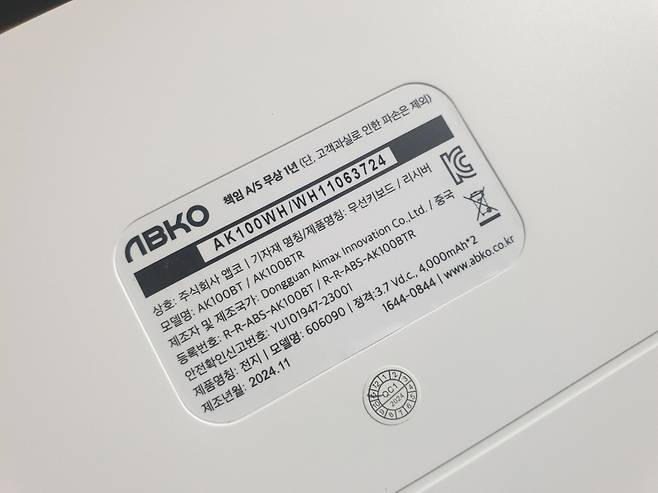 ABKO 책임 A/S 무상 1년 (단, 고객과실로 인한 파손은 제외)
AK100WH/WH11063724
상호: 주식회사 앱코 | 기자재 명칭/제품명칭: 무선키보드 / 리시버
모델명: AK100BT / AK100BTR
제조자 및 제조국가: Dongguan Aimax Innovation Co.,Ltd. / 중국
등록번호: R-R-ABS-AK100BT / R-R-ABS-AK100BTR
안전확인신고번호: YU101947-23001
제품명칭: 전지 | 모델명: 606090 | 정격:3.7 Vd.c., 4,000mAh*2
제조년월: 2024.11
1644-0844 | www.abko.co.kr
QC1
2024